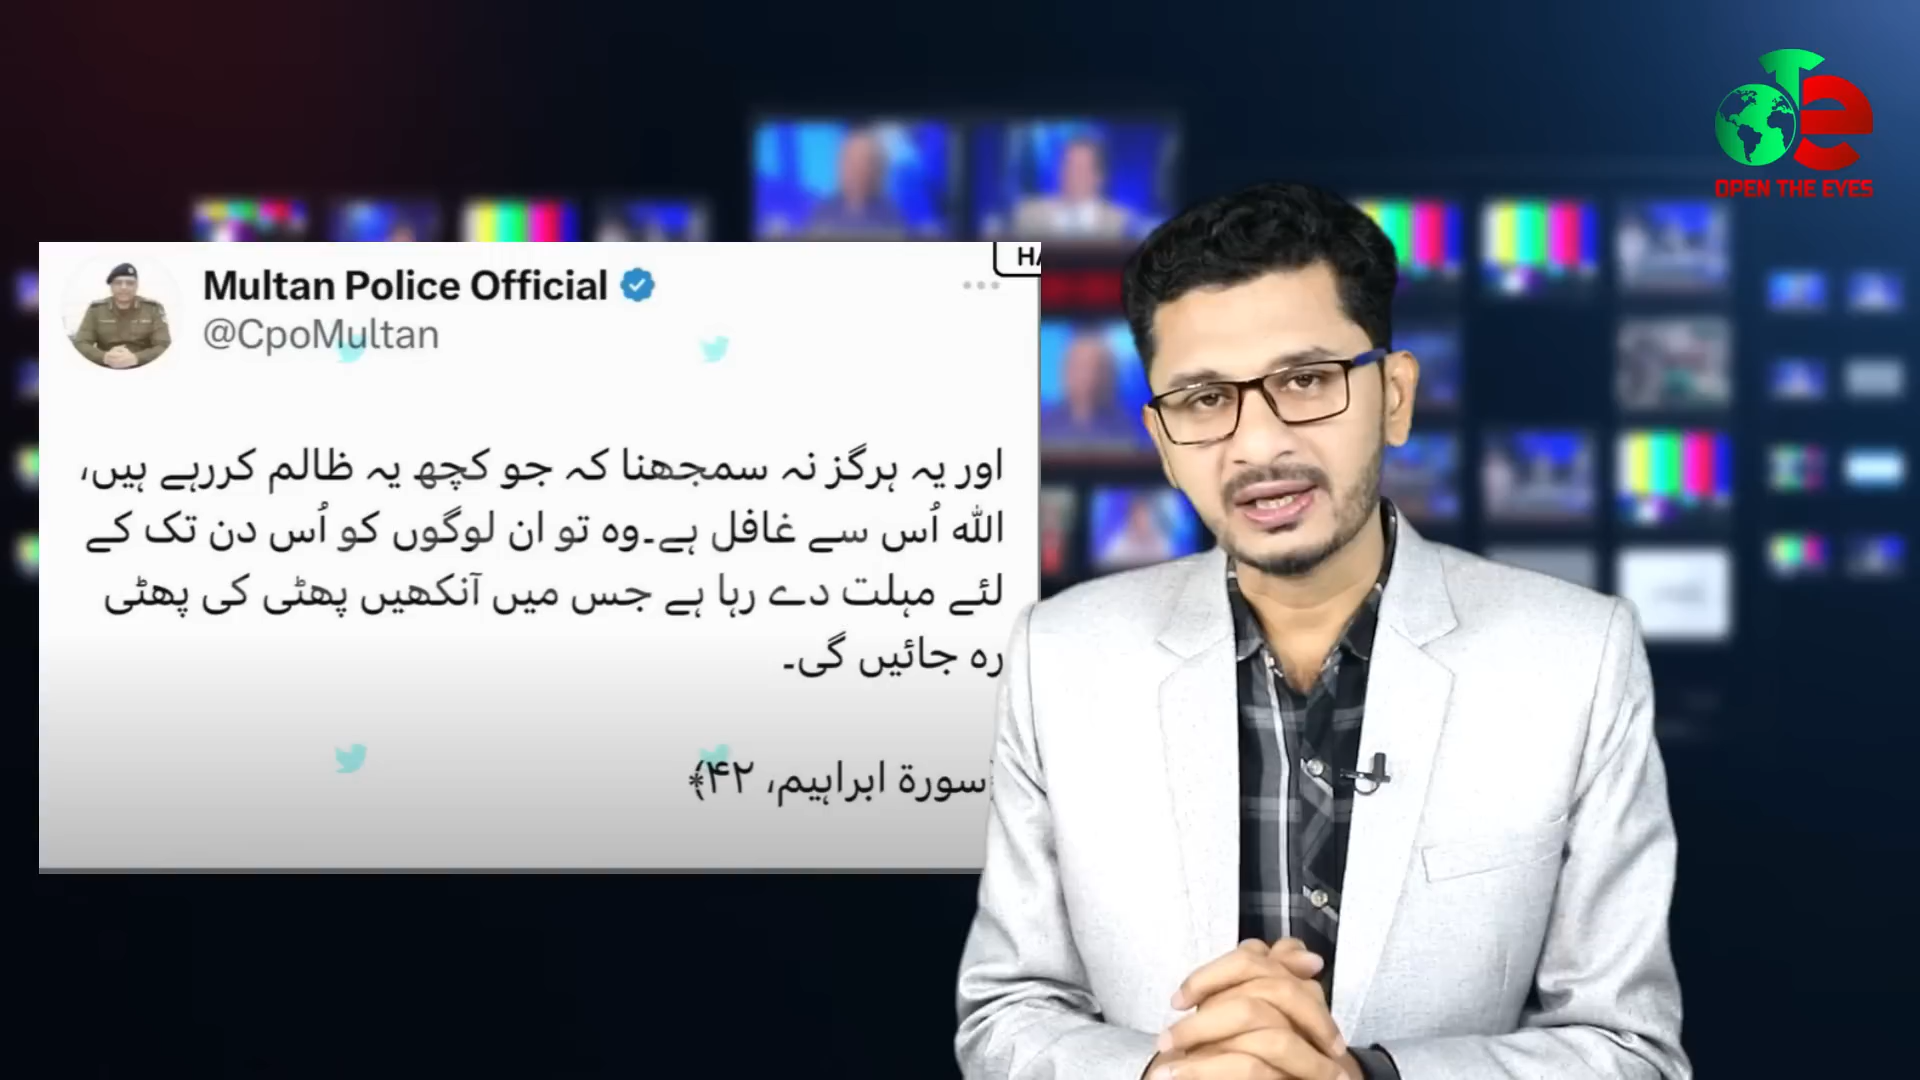 Multan Police Official
@CpoMultan
اور یہ ہرگز نہ سمجھنا کہ جو کچھ یہ ظالم کررہے ہیں،
اللہ اُس سے غافل ہے۔وہ تو ان لوگوں کو اُس دن تک کے
لئے مہلت دے رہا ہے جس میں آنکھیں پھٹی کی پھٹی
رہ جائیں گی۔
سورۃ ابراہیم، ۴۲﴾*
OPEN THE EYES